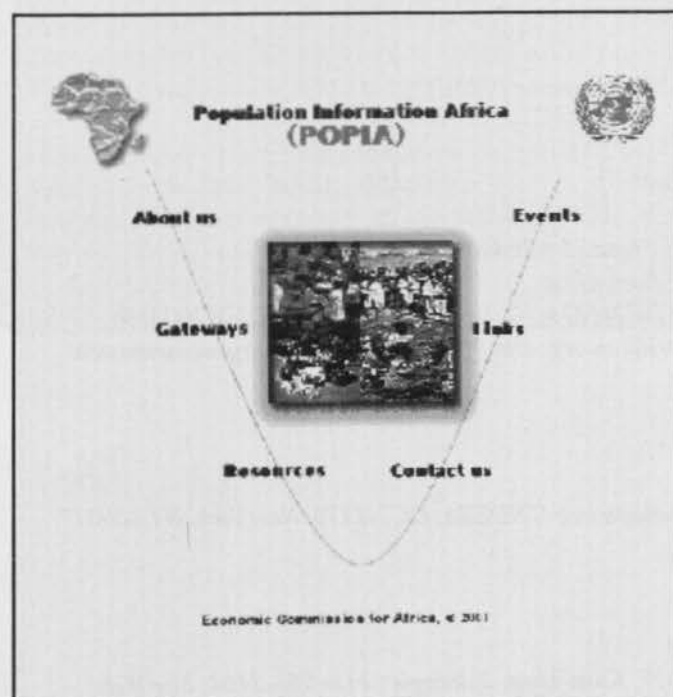 Population Information Africa
(POPIA)
About us
Events
Gateways
Links
Resources
Contact us
Economic Commission for Africa, © 2001